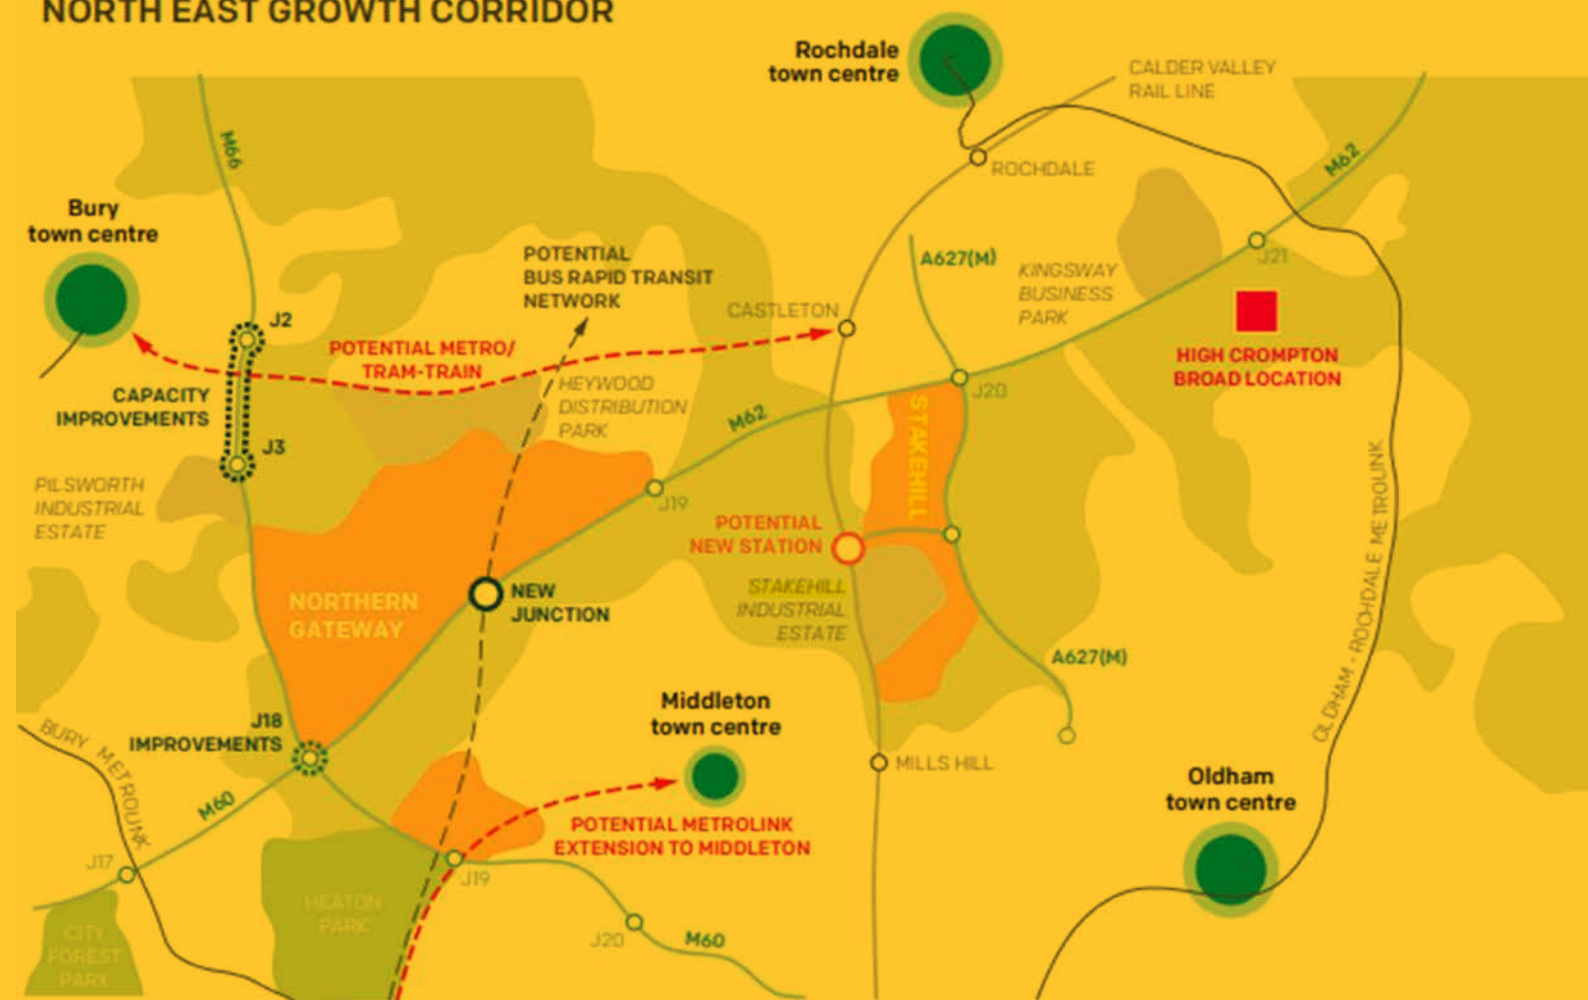 NORTH EAST GROWTH CORRIDOR
Rochdale
town centre
CALDER VALLEY
RAIL LINE
M66
M62
ROCHDALE
Bury
town centre
POTENTIAL
BUS RAPID TRANSIT
NETWORK
A627(M)
KINGSWAY
BUSINESS
PARK
J21
CASTLETON
J2
POTENTIAL METRO/
TRAM-TRAIN
HIGH CROMPTON
BROAD LOCATION
CAPACITY
IMPROVEMENTS
HEYWOOD
DISTRIBUTION
PARK
J20
M62
STAKEHILL
J3
PILSWORTH
INDUSTRIAL
ESTATE
J19
POTENTIAL
NEW STATION
OLDHAM - ROCHDALE METROLINK
NORTHERN
GATEWAY
NEW
JUNCTION
STAKEHILL
INDUSTRIAL
ESTATE
A627(M)
J18
IMPROVEMENTS
Middleton
town centre
BURY METROLINK
MILLS HILL
Oldham
town centre
M60
POTENTIAL METROLINK
EXTENSION TO MIDDLETON
J17
J19
HEATON
PARK
CITY
FOREST
PARK
J20
M60